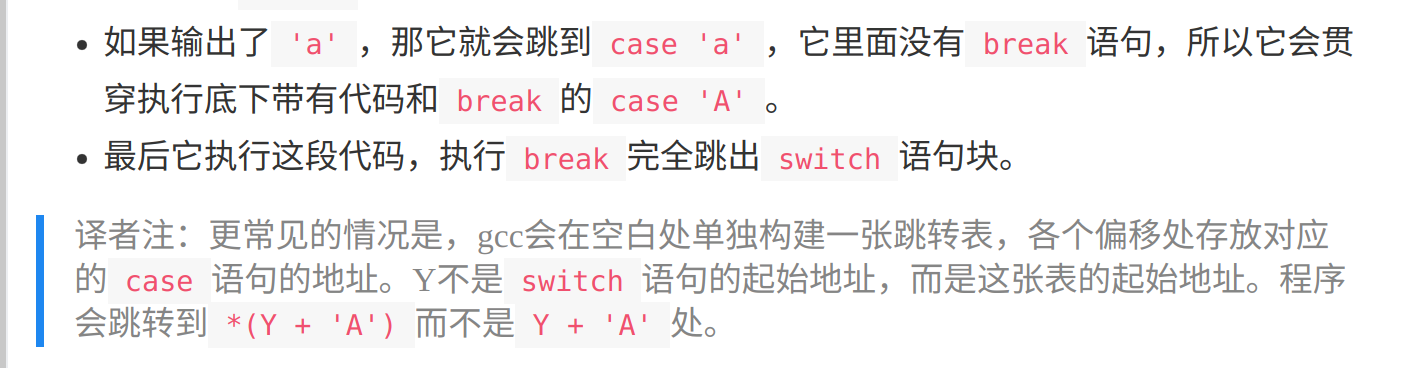 如果输出了 'a' ，那它就会跳到 case 'a' ，它里面没有 break 语句，所以它会贯
穿执行底下带有代码和 break 的 case 'A' 。
最后它执行这段代码，执行 break 完全跳出 switch 语句块。
译者注：更常见的情况是，gcc会在空白处单独构建一张跳转表，各个偏移处存放对应
的 case 语句的地址。Y不是 switch 语句的起始地址，而是这张表的起始地址。程序
会跳转到 *(Y + 'A') 而不是 Y + 'A' 处。